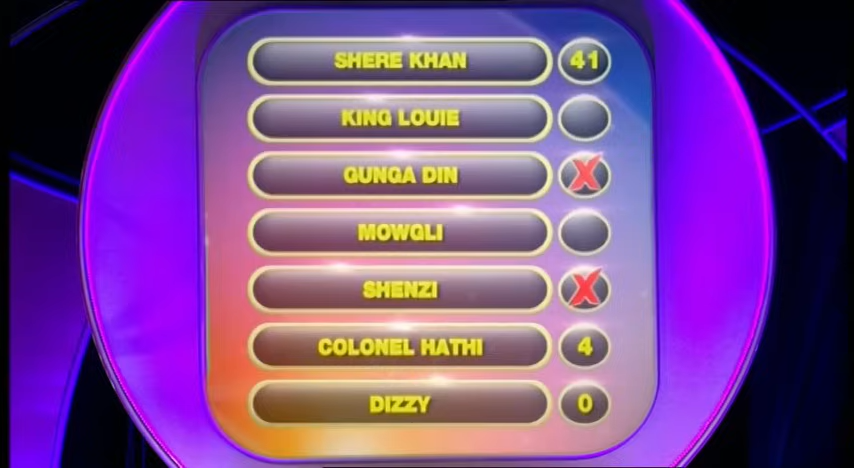 SHERE KHAN 41
KING LOUIE
GUNGA DIN X
MOWGLI
SHENZI X
COLONEL HATHI 4
DIZZY 0